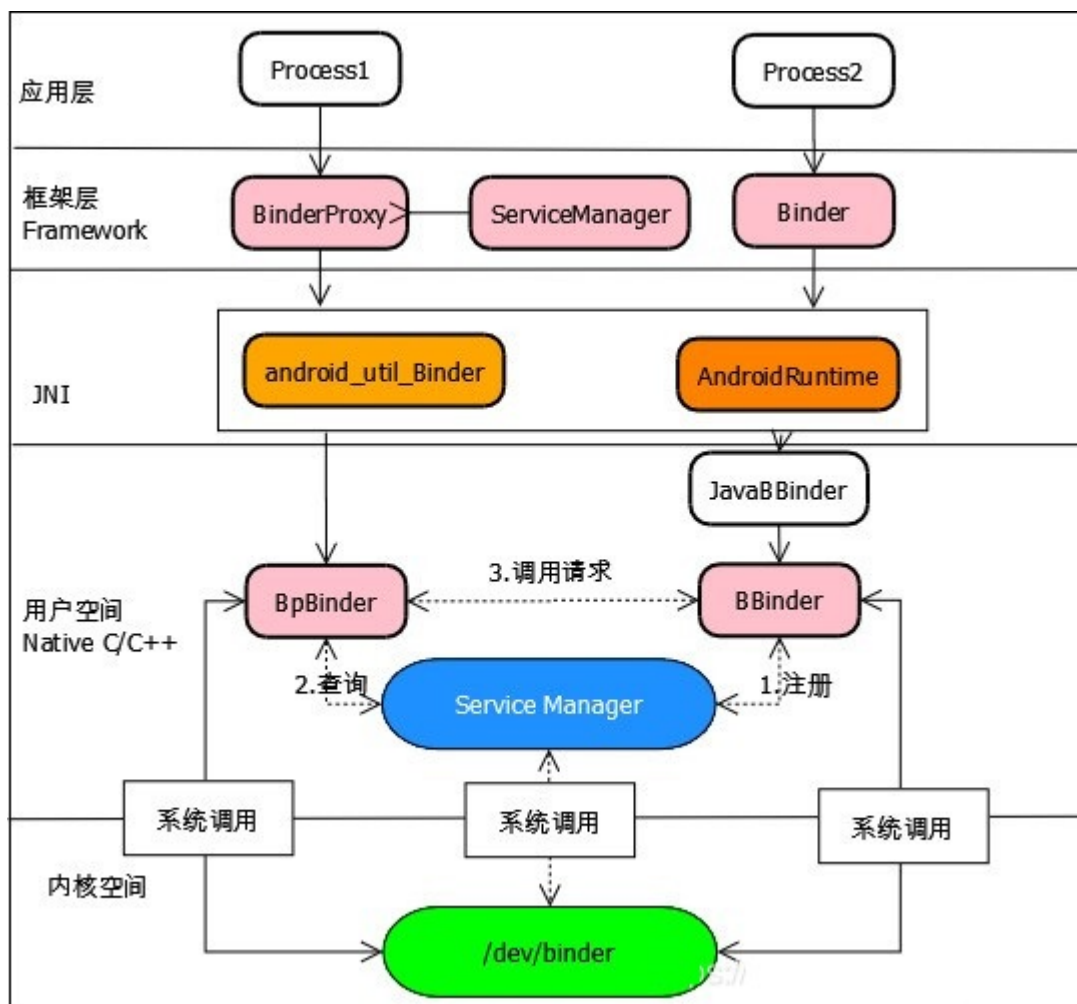 Process1
Process2
应用层
框架层
Framework
BinderProxy
ServiceManager
Binder
android_util_Binder
AndroidRuntime
JNI
JavaBBinder
3.调用请求
BpBinder
BBinder
用户空间
Native C/C++
2.查询
Service Manager
1.注册
系统调用
系统调用
系统调用
内核空间
/dev/binder